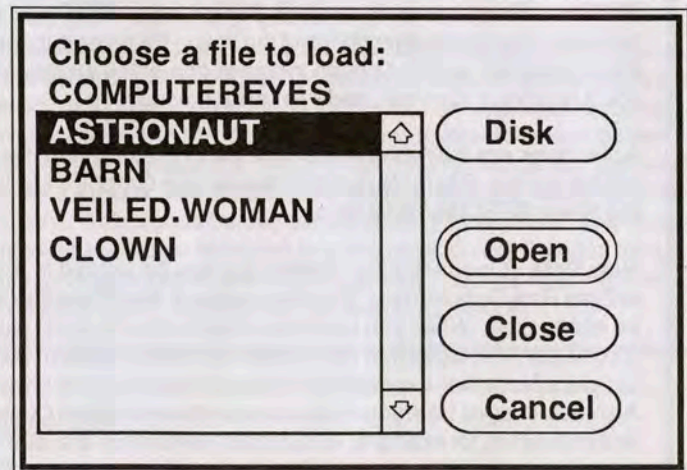 Choose a file to load:
COMPUTEREYES
ASTRONAUT
BARN
VEILED.WOMAN
CLOWN
Disk
Open
Close
Cancel